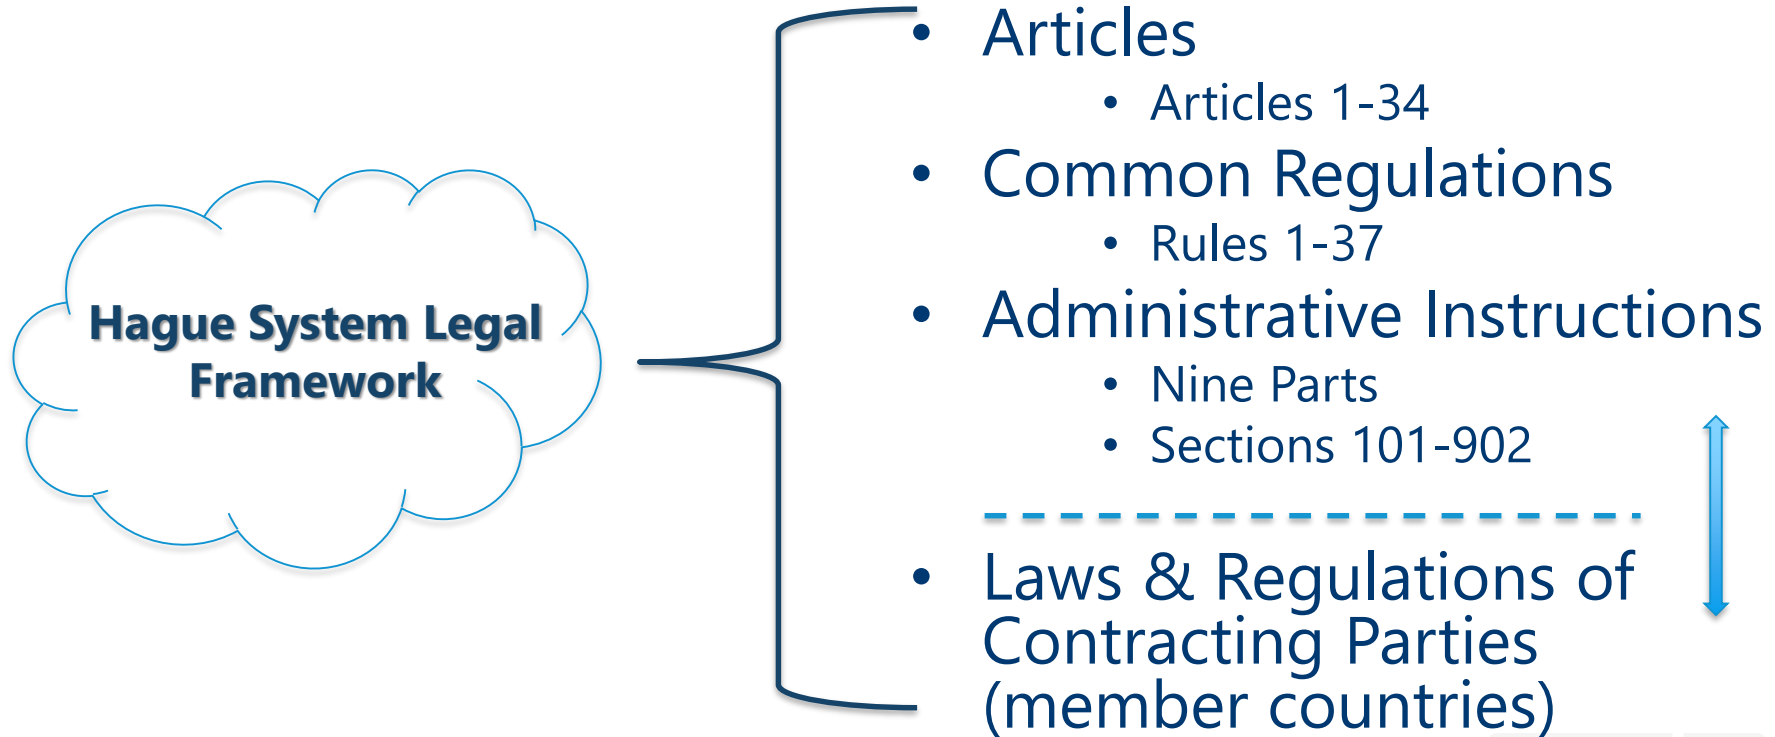 Hague System Legal
Framework
• Articles
• Articles 1-34
• Common Regulations
• Rules 1-37
• Administrative Instructions
• Nine Parts
• Sections 101-902
• Laws & Regulations of
Contracting Parties
(member countries)